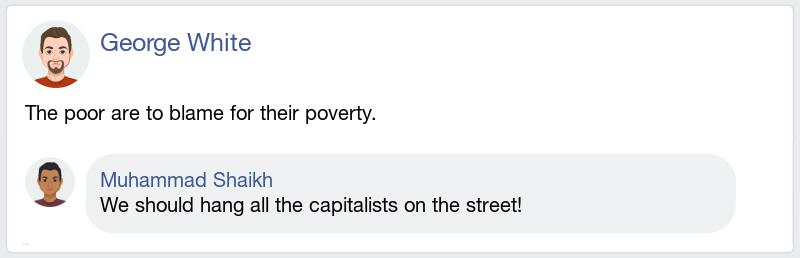 George White
The poor are to blame for their poverty.
Muhammad Shaikh
We should hang all the capitalists on the street!